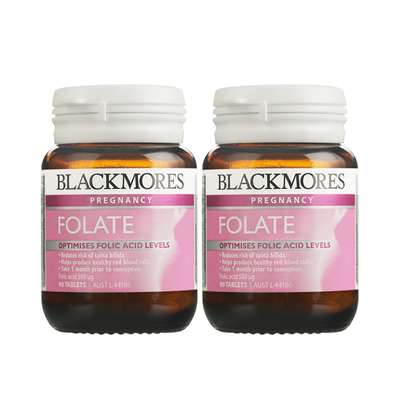 BLACKMORES
PREGNANCY
FOLATE
OPTIMISES FOLIC ACID LEVELS
• Reduces risk of spina bifida
• Helps produce healthy red blood cells
• Take 1 month prior to conception
Folic acid 500 µg
90 TABLETS | AUST L 44186
BLACKMORES
PREGNANCY
FOLATE
OPTIMISES FOLIC ACID LEVELS
• Reduces risk of spina bifida
• Helps produce healthy red blood cells
• Take 1 month prior to conception
Folic acid 500 µg
90 TABLETS | AUST L 44186